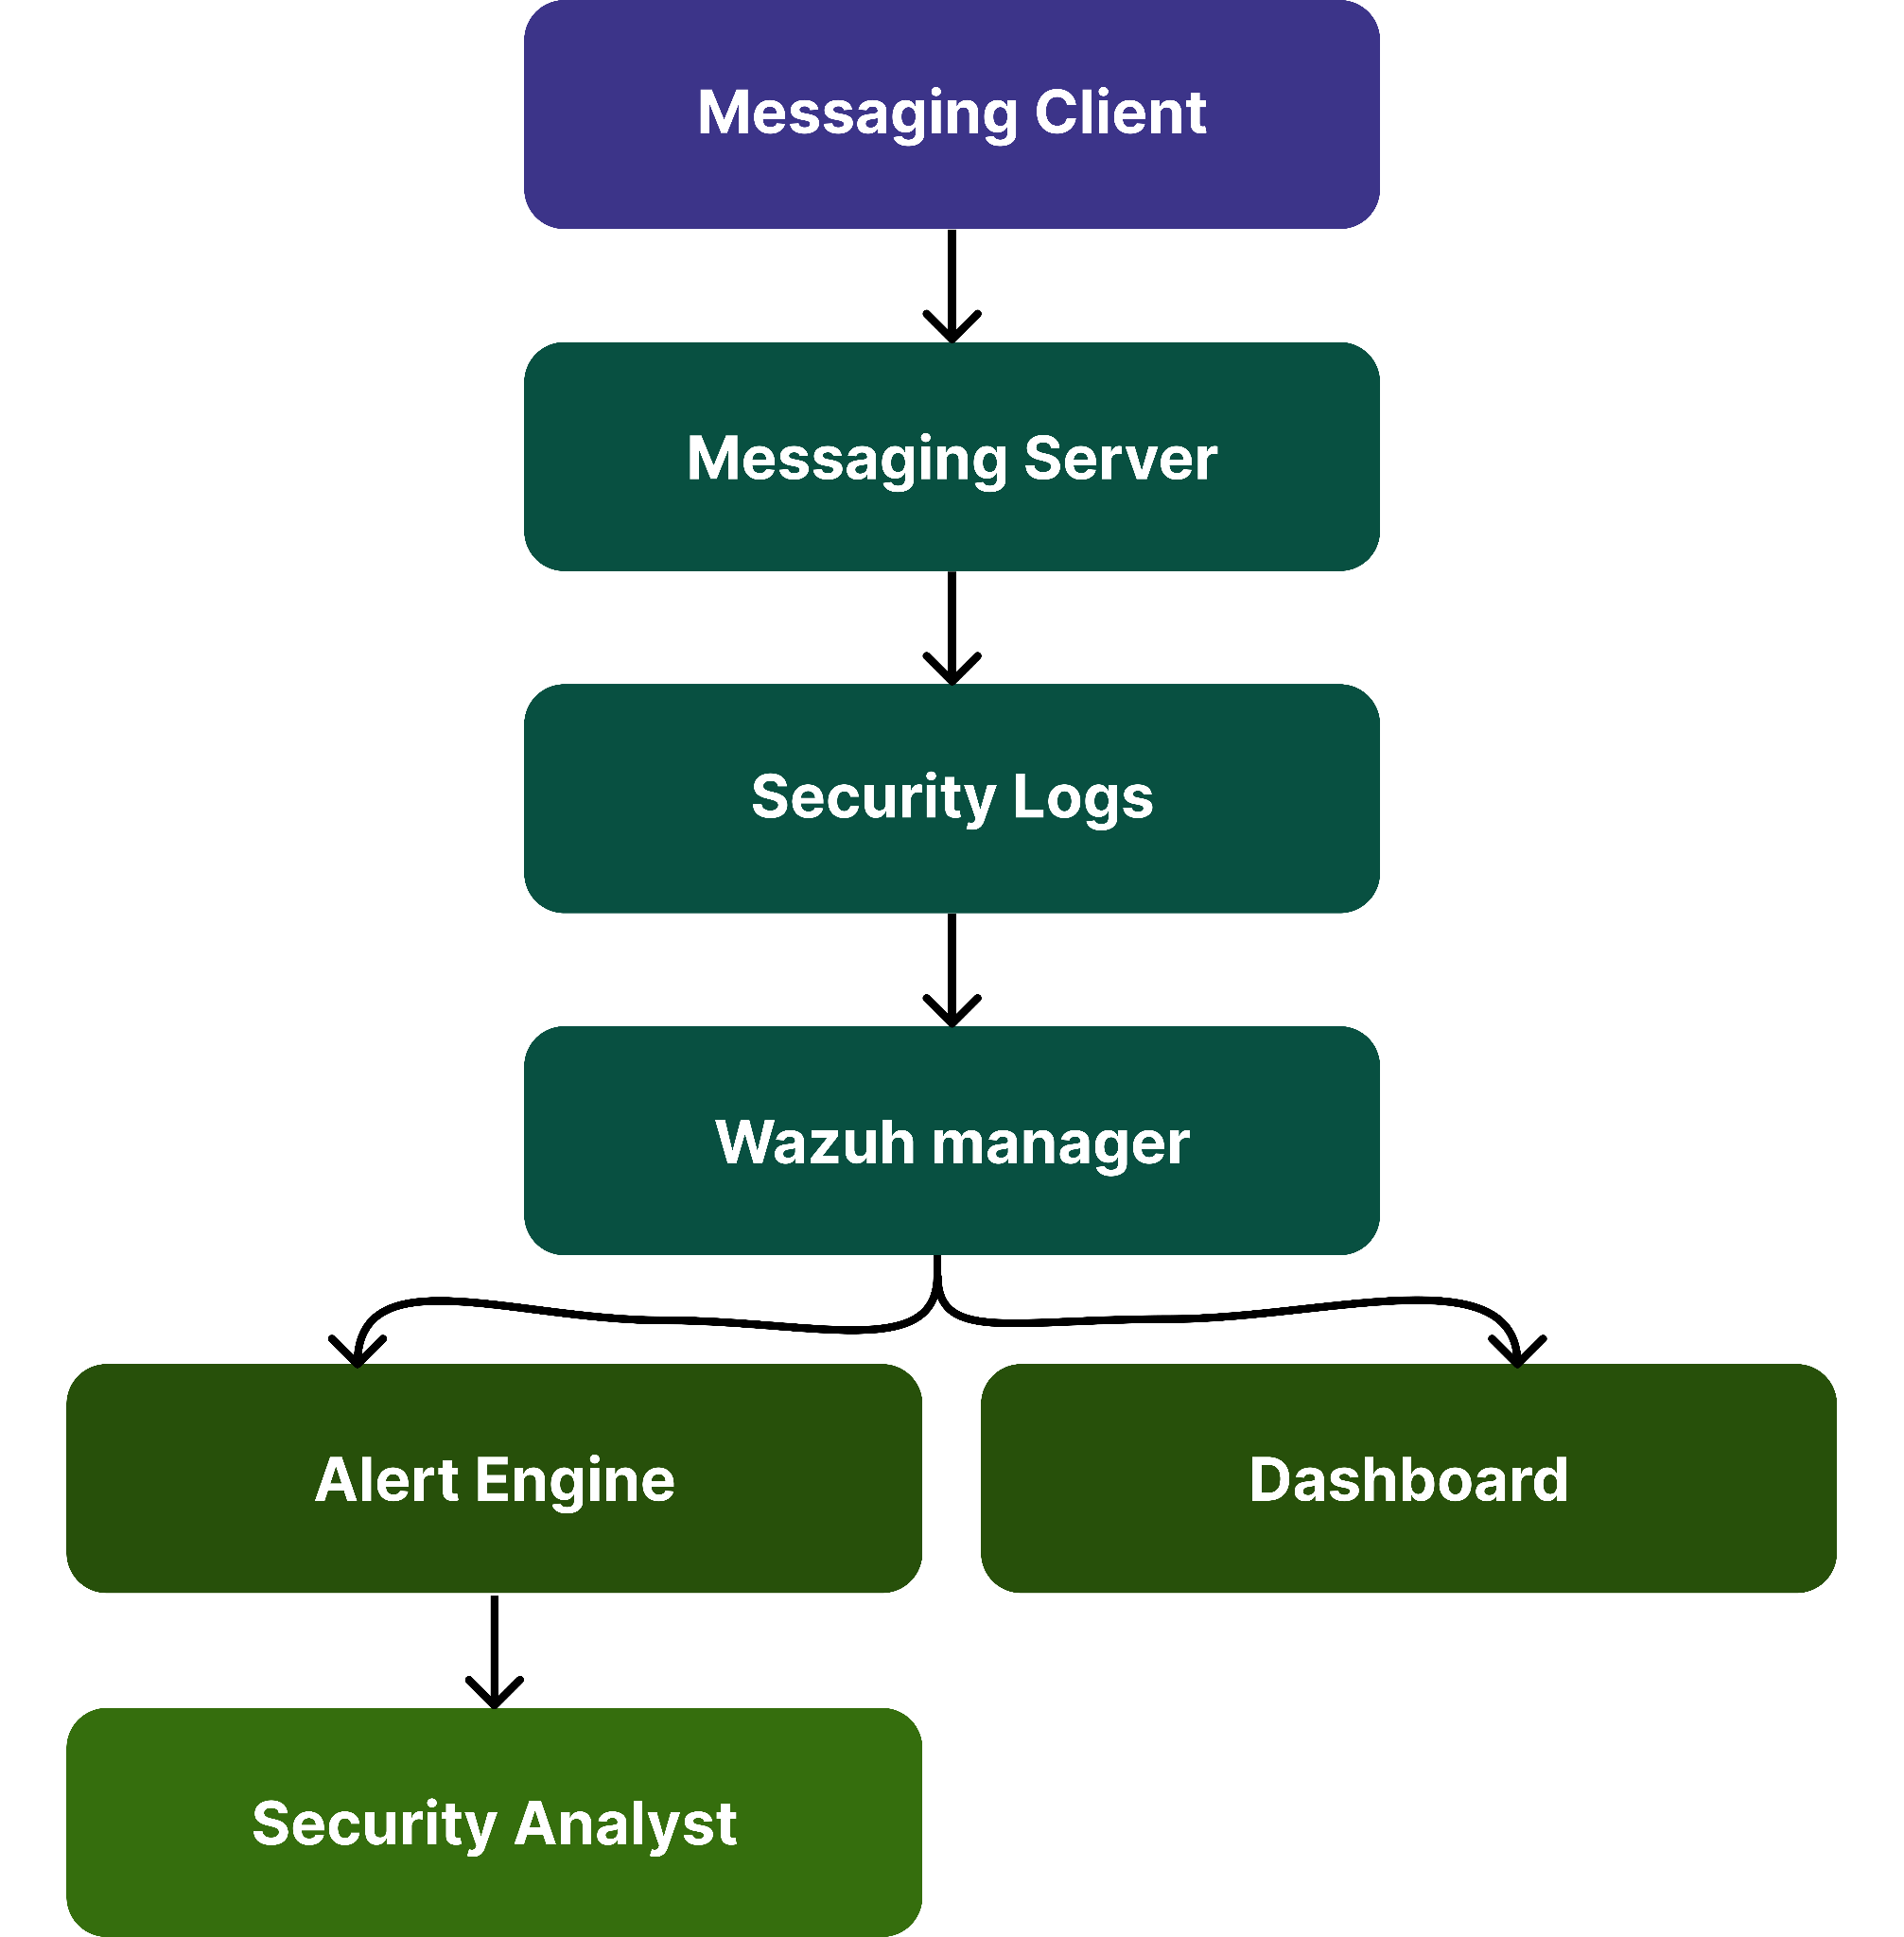 Messaging Client
Messaging Server
Security Logs
Wazuh manager
Alert Engine
Dashboard
Security Analyst